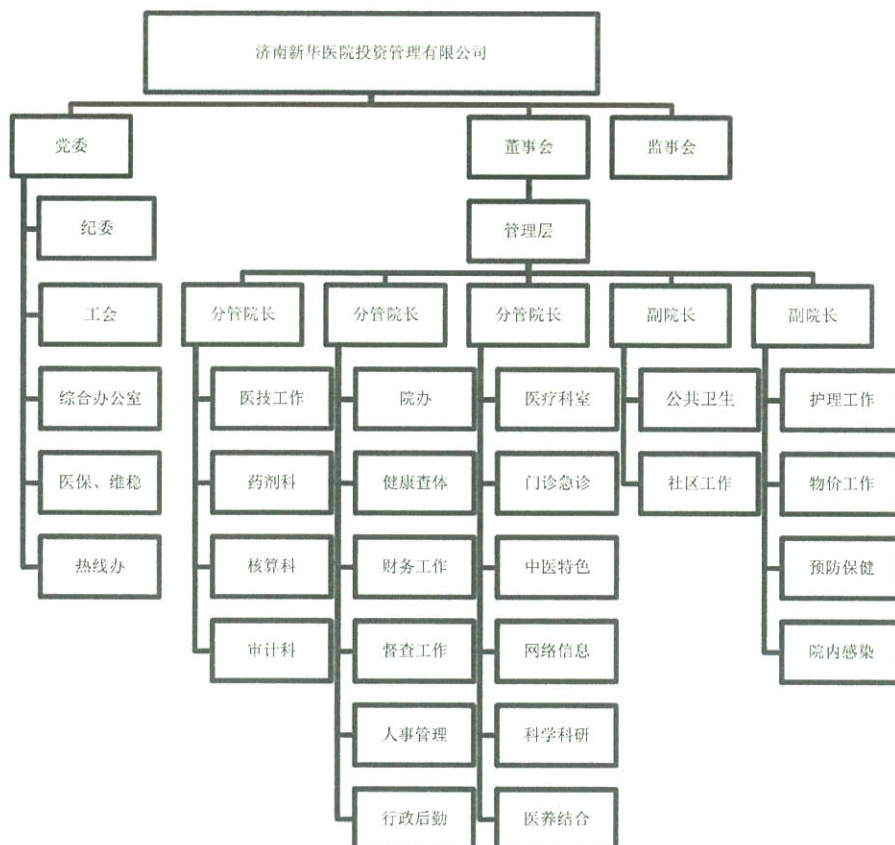 济南新华医院投资管理有限公司
党委
董事会
监事会
纪委
管理层
工会
分管院长
分管院长
分管院长
副院长
副院长
综合办公室
医技工作
院办
医疗科室
公共卫生
护理工作
医保、维稳
药剂科
健康查体
门诊急诊
社区工作
物价工作
热线办
核算科
财务工作
中医特色
预防保健
审计科
督查工作
网络信息
院内感染
人事管理
科学科研
行政后勤
医养结合